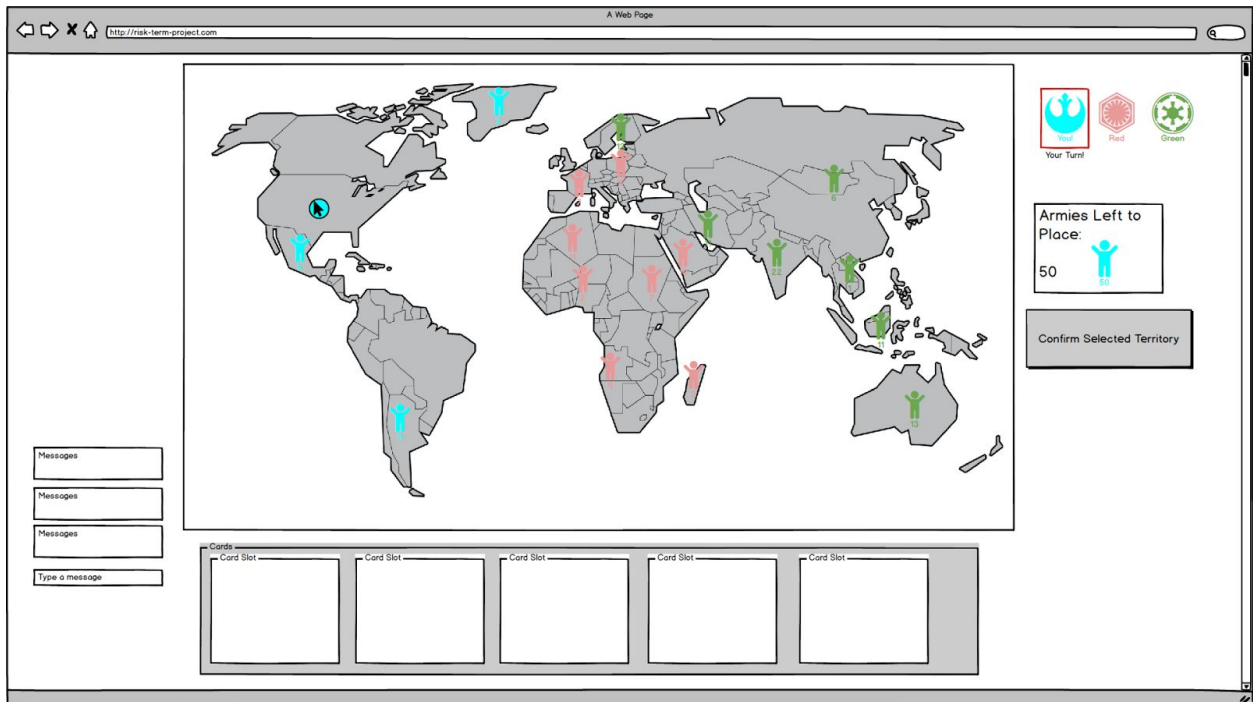 A Web Page
http://risk-term-project.com
You!
Red
Green
Your Turn!
Armies Left to
Place:
50
50
6
22
11
13
Confirm Selected Territory
Messages
Messages
Messages
Type a message
Cards
Card Slot
Card Slot
Card Slot
Card Slot
Card Slot